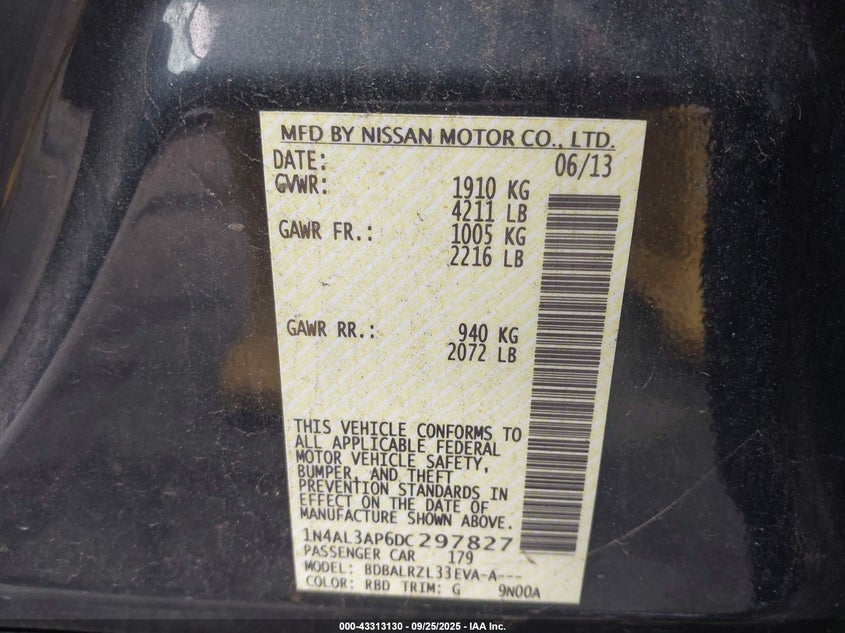 MFD BY NISSAN MOTOR CO., LTD.
DATE: 06/13
GVWR: 1910 KG
4211 LB
GAWR FR.: 1005 KG
2216 LB
GAWR RR.: 940 KG
2072 LB
THIS VEHICLE CONFORMS TO
ALL APPLICABLE FEDERAL
MOTOR VEHICLE SAFETY,
BUMPER, AND THEFT
PREVENTION STANDARDS IN
EFFECT ON THE DATE OF
MANUFACTURE SHOWN ABOVE.
1N4AL3AP6DC297827
PASSENGER CAR 179
MODEL: BDBALRZL33EVA-A---
COLOR: RBD TRIM: G 9N00A
000-43313130 - 09/25/2025 - IAA Inc.